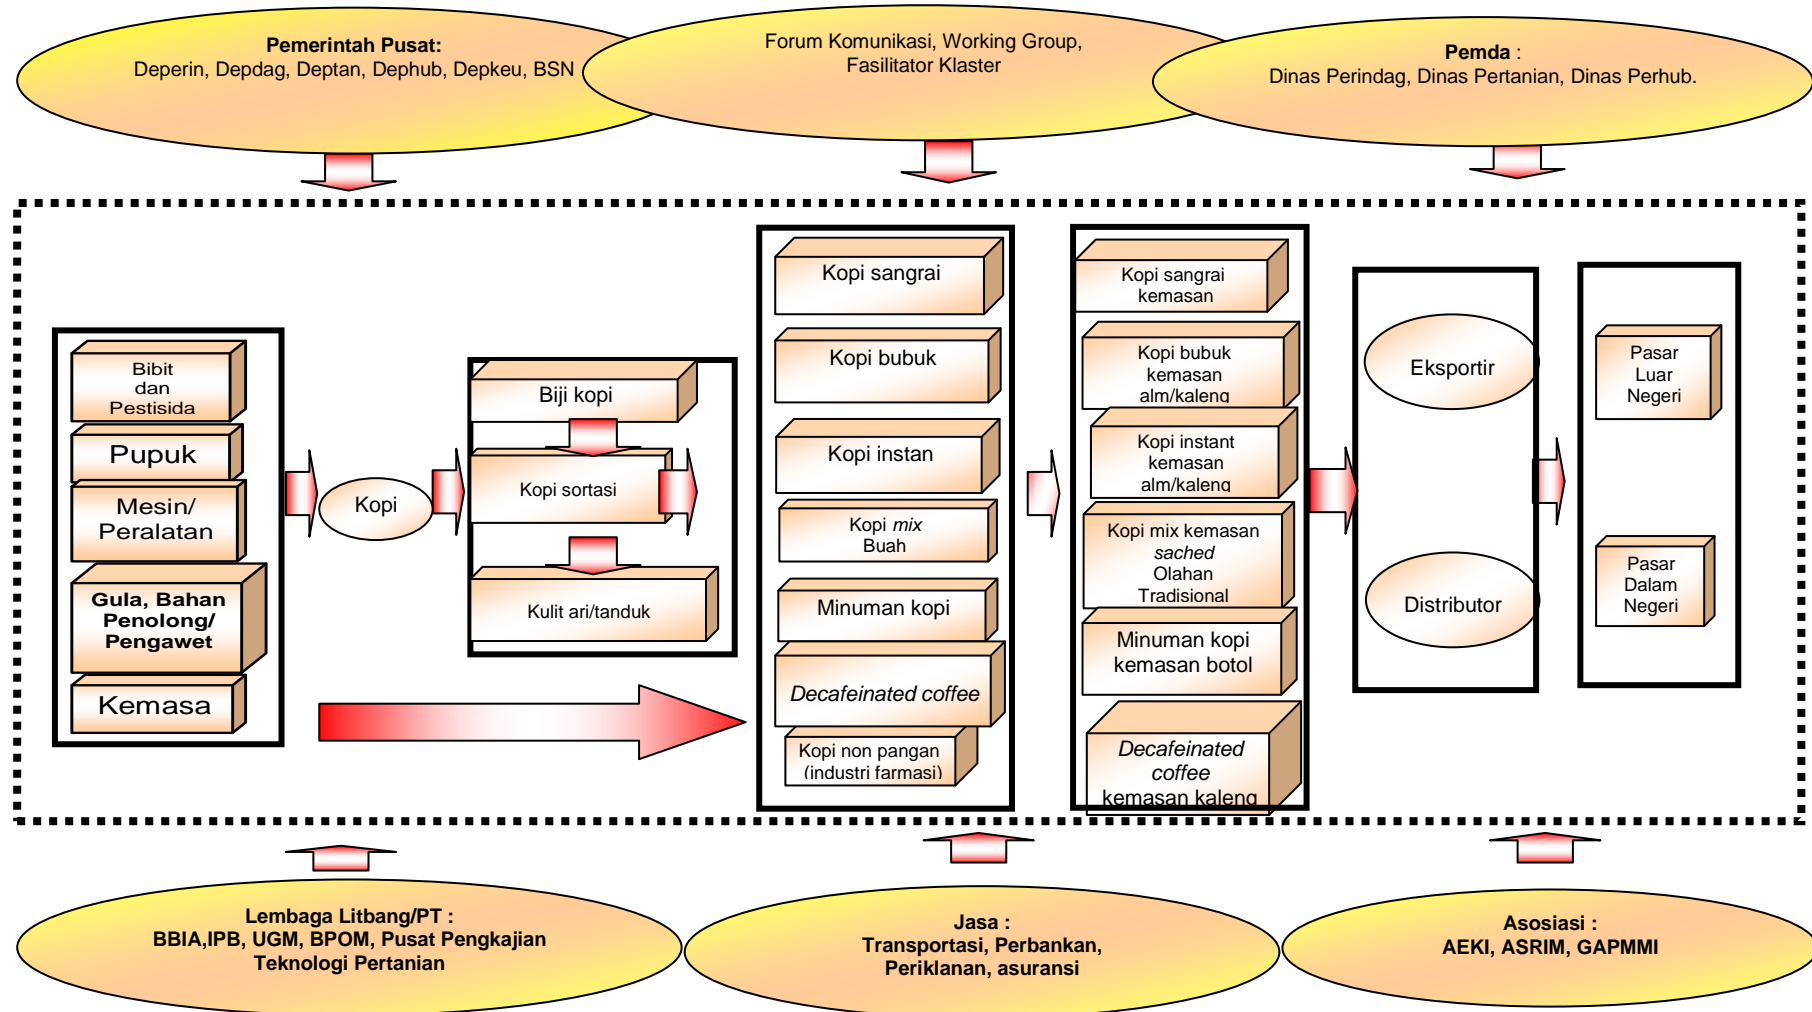 Pemerintah Pusat:
Deperin, Depdag, Deptan, Dephub, Depkeu, BSN
Forum Komunikasi, Working Group,
Fasilitator Klaster
Pemda :
Dinas Perindag, Dinas Pertanian, Dinas Perhub.
Bibit
dan
Pestisida
Pupuk
Mesin/
Peralatan
Gula, Bahan
Penolong/
Pengawet
Kemasa
Kopi
Biji kopi
Kopi sortasi
Kulit ari/tanduk
Kopi sangrai
Kopi bubuk
Kopi instan
Kopi mix
Buah
Minuman kopi
Decafeinated coffee
Kopi non pangan
(industri farmasi)
Kopi sangrai
kemasan
Kopi bubuk
kemasan
alm/kaleng
Kopi instant
kemasan
alm/kaleng
Kopi mix kemasan
sached
Olahan
Tradisional
Minuman kopi
kemasan botol
Decafeinated
coffee
kemasan kaleng
Eksportir
Distributor
Pasar
Luar
Negeri
Pasar
Dalam
Negeri
Lembaga Litbang/PT :
BBIA,IPB, UGM, BPOM, Pusat Pengkajian
Teknologi Pertanian
Jasa :
Transportasi, Perbankan,
Periklanan, asuransi
Asosiasi :
AEKI, ASRIM, GAPMMI